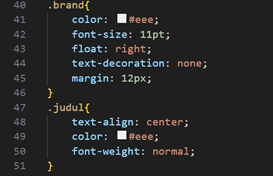 40 .brand{
41 color: #eee;
42 font-size: 11pt;
43 float: right;
44 text-decoration: none;
45 margin: 12px;
46 }
47 .judul{
48 text-align: center;
49 color: #eee;
50 font-weight: normal;
51 }